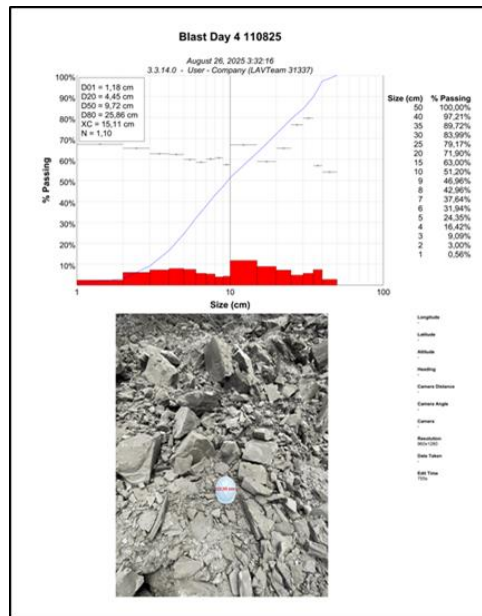 Blast Day 4 110825
August 26, 2025 3:32:16
3.3.14.0 - User - Company (LAVTeam 31337)
D01 = 1,18 cm
D20 = 4,45 cm
D50 = 9,72 cm
D80 = 25,86 cm
XC = 15,11 cm
N = 1,10
100%
90%
80%
70%
60%
50%
40%
30%
20%
10%
% Passing
1
10
100
Size (cm)
Size (cm) % Passing
50 100,00%
40 97,21%
35 89,72%
30 83,99%
25 79,17%
20 71,90%
15 63,00%
10 51,20%
9 46,96%
8 42,96%
7 37,64%
6 31,94%
5 24,35%
4 16,42%
3 9,09%
2 3,00%
1 0,56%
Longitude
-
Latitude
-
Altitude
-
Heading
-
Camera Distance
-
Camera Angle
-
Camera
-
Resolution
960x1280
Date Taken
-
Edit Time